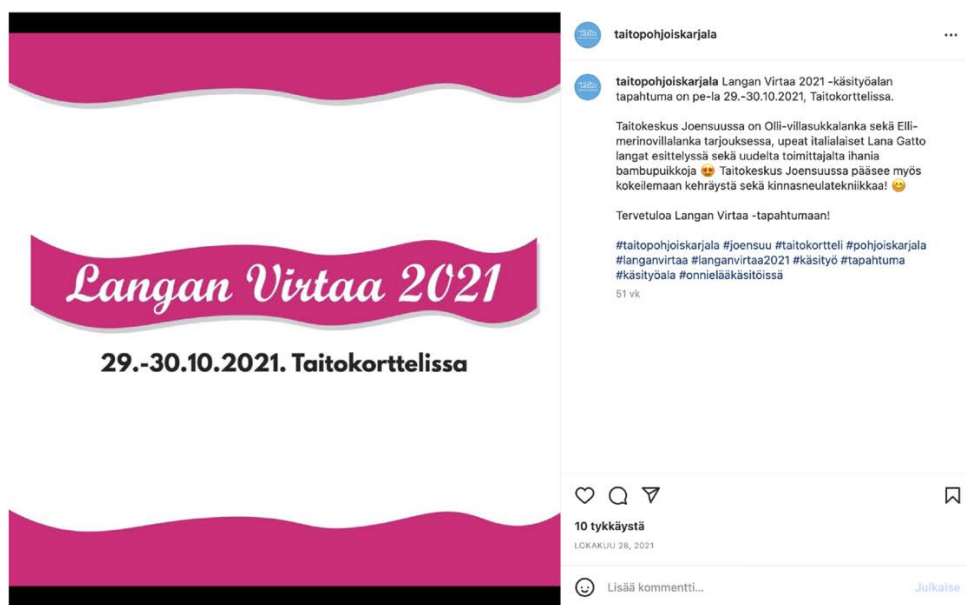 Langan Virtaa 2021
29.-30.10.2021. Taitokorttelissa
taito
taitopohjoiskarjala
taito
taitopohjoiskarjala Langan Virtaa 2021 -käsityöalan
tapahtuma on pe-la 29.-30.10.2021, Taitokorttelissa.
Taitokeskus Joensuussa on Olli-villasukkalanka sekä Elli-
merinovillalanka tarjouksessa, upeat italialaiset Lana Gatto
langat esittelyssä sekä uudelta toimittajalta ihania
bambupuikkoja 😍 Taitokeskus Joensuussa pääsee myös
kokeilemaan kehräystä sekä kinnasneulatekniikkaa! 😊
Tervetuloa Langan Virtaa -tapahtumaan!
#taitopohjoiskarjala #joensuu #taitokortteli #pohjoiskarjala
#langanvirtaa #langanvirtaa2021 #käsityö #tapahtuma
#käsityöala #onnielääkäsitöissä
51 vk
10 tykkäystä
LOKAKUU 28, 2021
Lisää kommentti...
Julkaise